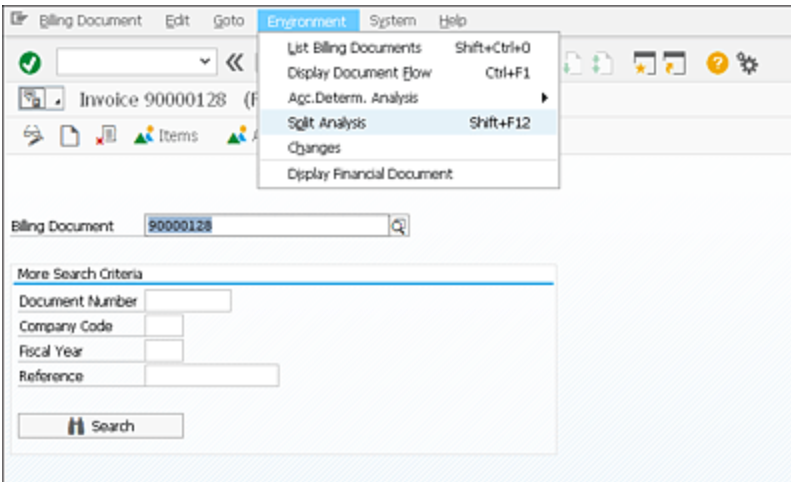 Billing Document Edit Goto Environment System Help
List Billing Documents Shift+Ctrl+0
Display Document Flow Ctrl+F1
Acc.Determ. Analysis
Split Analysis Shift+F12
Changes
Display Financial Document
Invoice 90000128 (F
Items A
Billing Document 90000128
More Search Criteria
Document Number
Company Code
Fiscal Year
Reference
Search